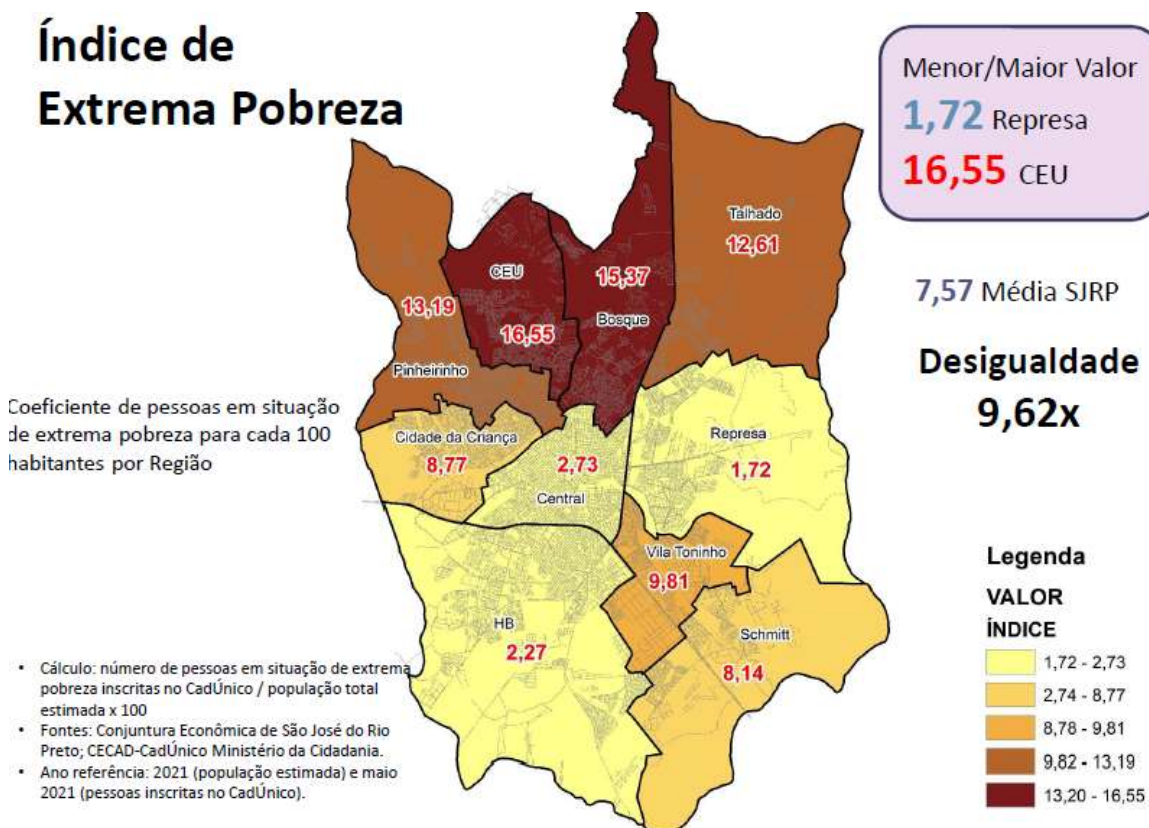 Índice de
Extrema Pobreza
Menor/Maior Valor
1,72 Represa
16,55 CEU
7,57 Média SJRP
Desigualdade
9,62x
Talhado
12,61
CEU
16,55
15,37
Bosque
13,19
Pinheirinho
Coeficiente de pessoas em situação
de extrema pobreza para cada 100
habitantes por Região
Cidade da Criança
8,77
2,73
Central
Represa
1,72
Vila Toninho
9,81
HB
2,27
Schmitt
8,14
Legenda
VALOR
ÍNDICE
1,72 - 2,73
2,74 - 8,77
8,78 - 9,81
9,82 - 13,19
13,20 - 16,55
• Cálculo: número de pessoas em situação de extrema
pobreza inscritas no CadÚnico / população total
estimada x 100
• Fontes: Conjuntura Econômica de São José do Rio
Preto; CECAD-CadÚnico Ministério da Cidadania.
• Ano referência: 2021 (população estimada) e maio
2021 (pessoas inscritas no CadÚnico).